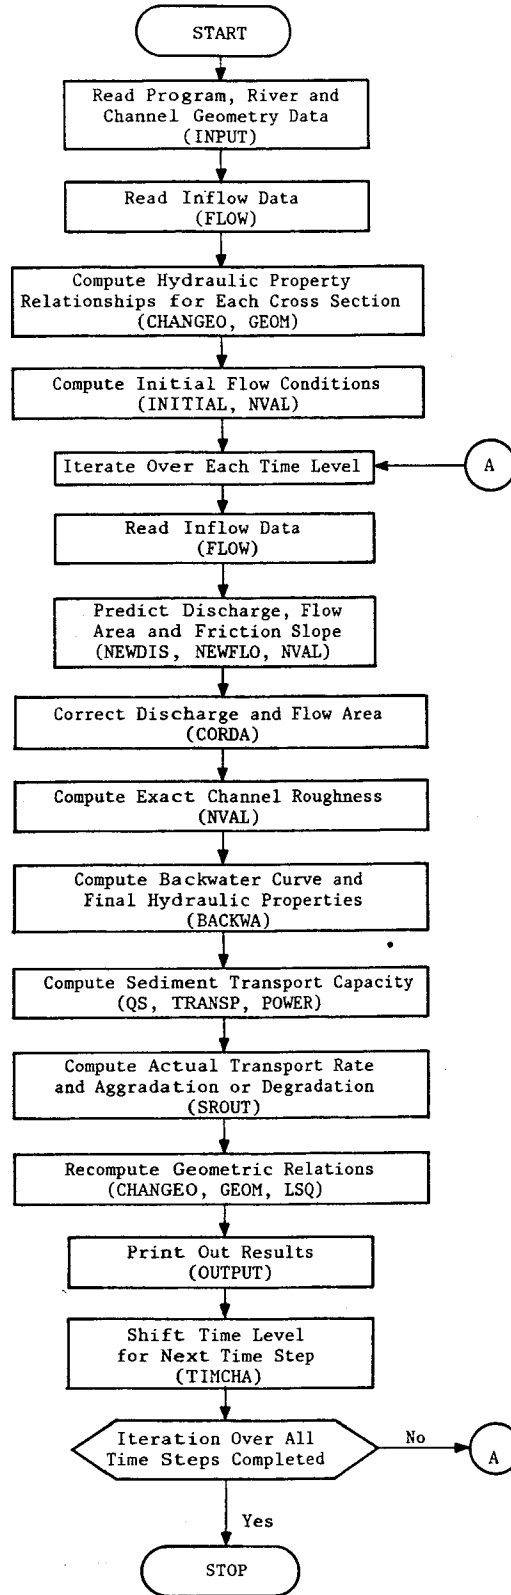 START
Read Program, River and
Channel Geometry Data
(INPUT)
Read Inflow Data
(FLOW)
Compute Hydraulic Property
Relationships for Each Cross Section
(CHANGEO, GEOM)
Compute Initial Flow Conditions
(INITIAL, NVAL)
Iterate Over Each Time Level
A
Read Inflow Data
(FLOW)
Predict Discharge, Flow
Area and Friction Slope
(NEWDIS, NEWFLO, NVAL)
Correct Discharge and Flow Area
(CORDA)
Compute Exact Channel Roughness
(NVAL)
Compute Backwater Curve and
Final Hydraulic Properties
(BACKWA)
Compute Sediment Transport Capacity
(QS, TRANSP, POWER)
Compute Actual Transport Rate
and Aggradation or Degradation
(SROUT)
Recompute Geometric Relations
(CHANGEO, GEOM, LSQ)
Print Out Results
(OUTPUT)
Shift Time Level
for Next Time Step
(TIMCHA)
Iteration Over All
Time Steps Completed
No
A
Yes
STOP